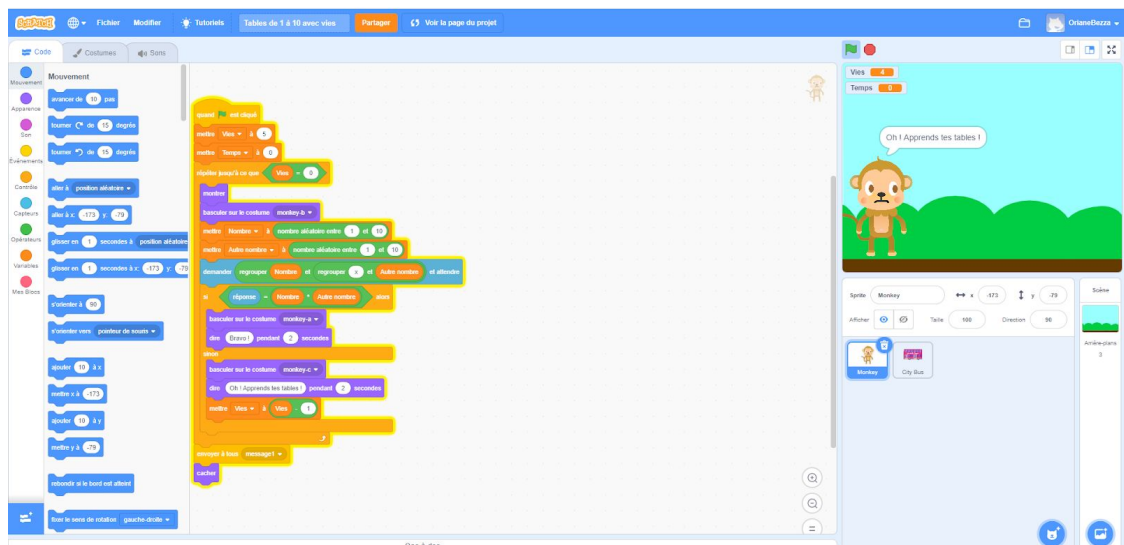 SCRATCH
Fichier Modifier Tutoriels Tables de 1 à 10 avec vies Partager Voir la page du projet OrianeBezza
Code Costumes Sons
Mouvement
Apparence
Son
Événements
Contrôle
Capteurs
Opérateurs
Variables
Mes Blocs
Mouvement
avancer de 10 pas
tourner de 15 degrés
tourner de 15 degrés
aller à position aléatoire
aller à x: -173 y: -79
glisser en 1 secondes à position aléatoire
glisser en 1 secondes à x: -173 y: -79
s'orienter à 90
s'orienter vers pointeur de souris
ajouter 10 à x
mettre x à -173
ajouter 10 à y
mettre y à -79
rebondir si le bord est atteint
fixer le sens de rotation gauche-droite
quand est cliqué
mettre Vies à 5
mettre Temps à 0
répéter jusqu'à ce que Vies = 0
montrer
basculer sur le costume monkey-b
mettre Nombre à nombre aléatoire entre 1 et 10
mettre Autre nombre à nombre aléatoire entre 1 et 10
demander regrouper Nombre et regrouper x et Autre nombre et attendre
si réponse = Nombre * Autre nombre alors
basculer sur le costume monkey-a
dire Bravo ! pendant 2 secondes
sinon
basculer sur le costume monkey-c
dire Oh ! Apprends tes tables ! pendant 2 secondes
mettre Vies à Vies - 1
envoyer à tous message1
cacher
Vies 4
Temps 0
Oh ! Apprends tes tables !
Sprite Monkey x -173 y -79
Afficher Taille 100 Direction 90
Monkey
City Bus
Scène
Arrière-plans
3